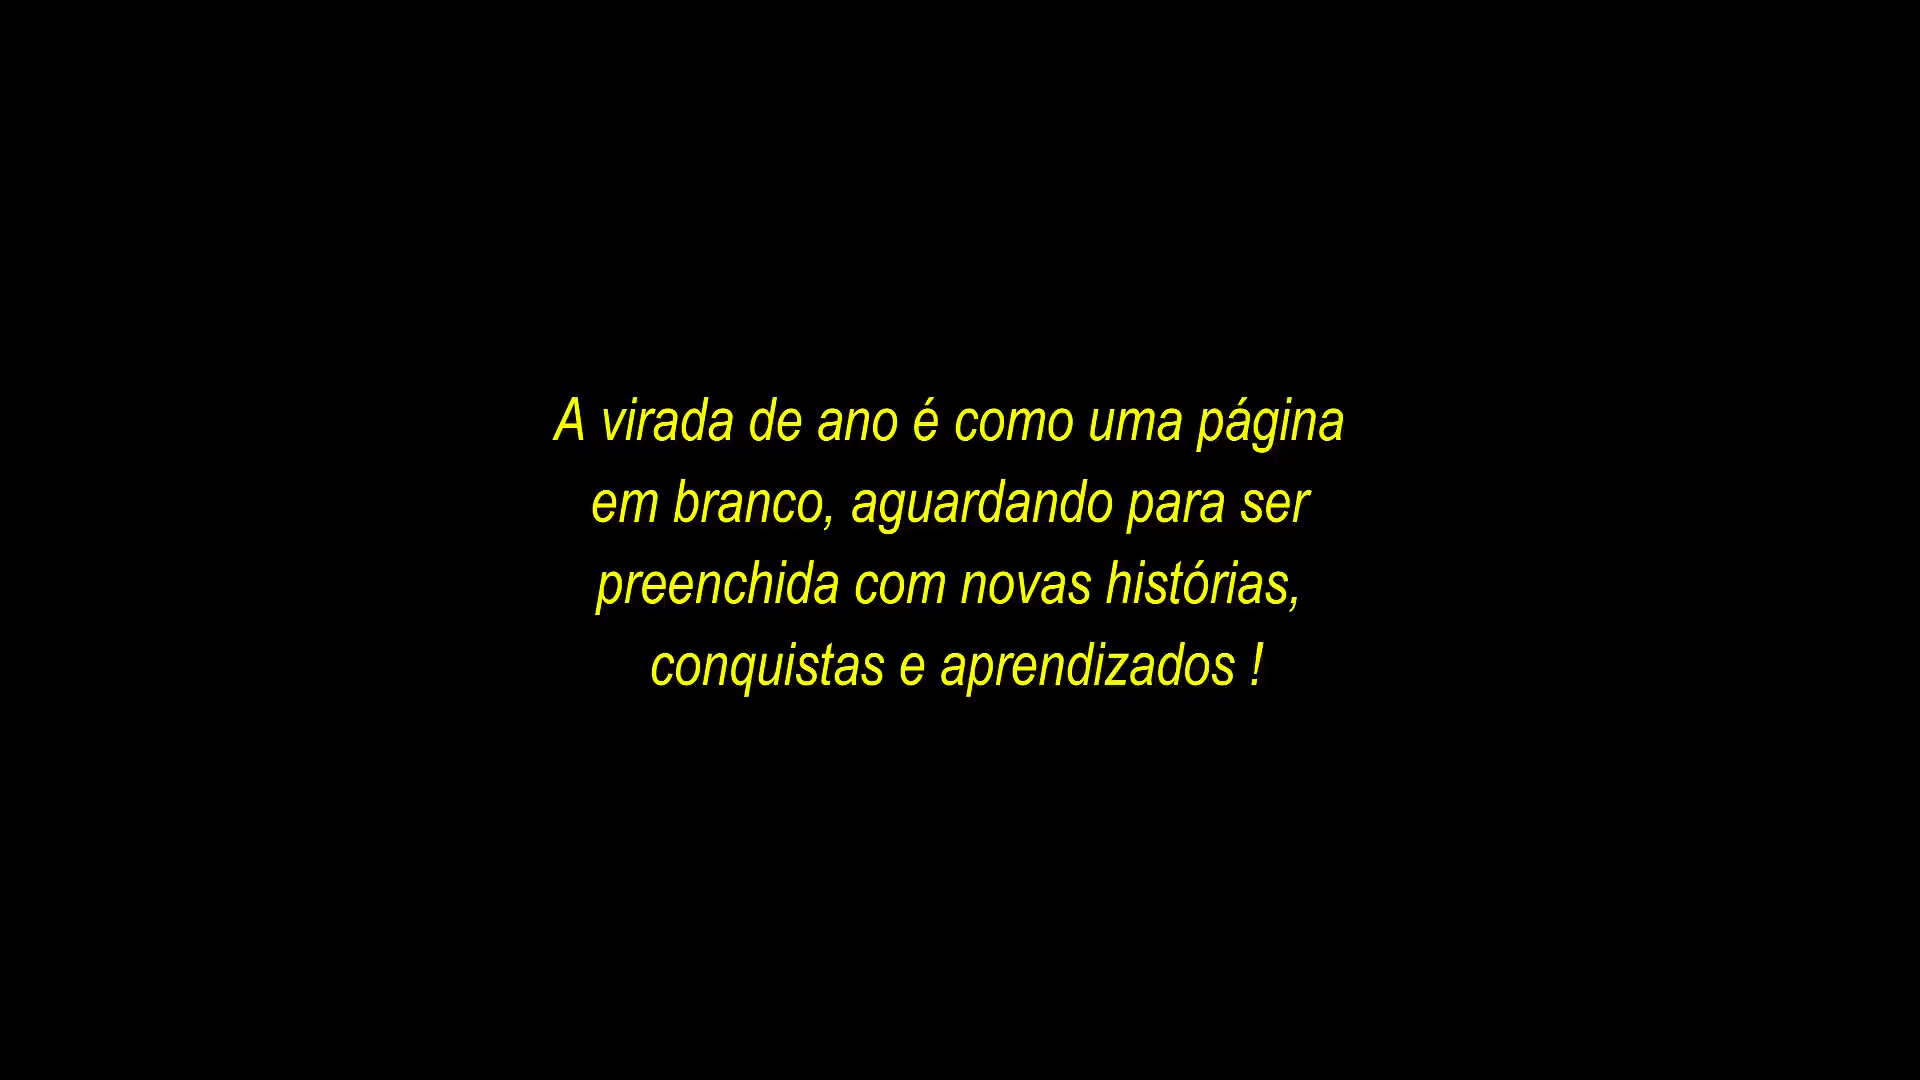 A virada de ano é como uma página
em branco, aguardando para ser
preenchida com novas histórias,
conquistas e aprendizados !